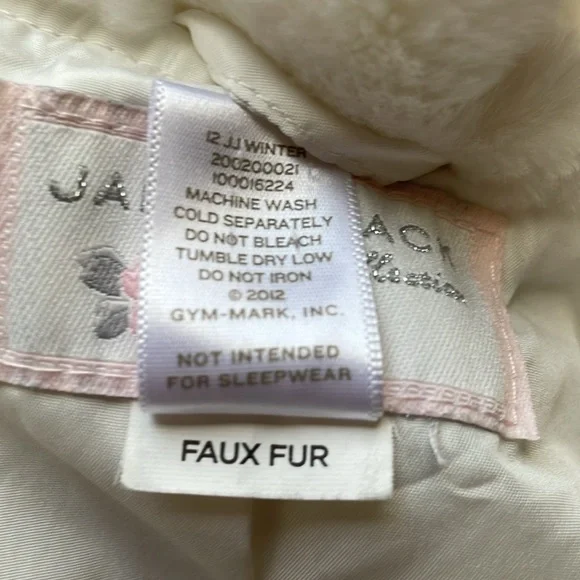 12 JJ WINTER
200200021
100016224
MACHINE WASH
COLD SEPARATELY
DO NOT BLEACH
TUMBLE DRY LOW
DO NOT IRON
© 2012
GYM-MARK, INC.
NOT INTENDED
FOR SLEEPWEAR
FAUX FUR